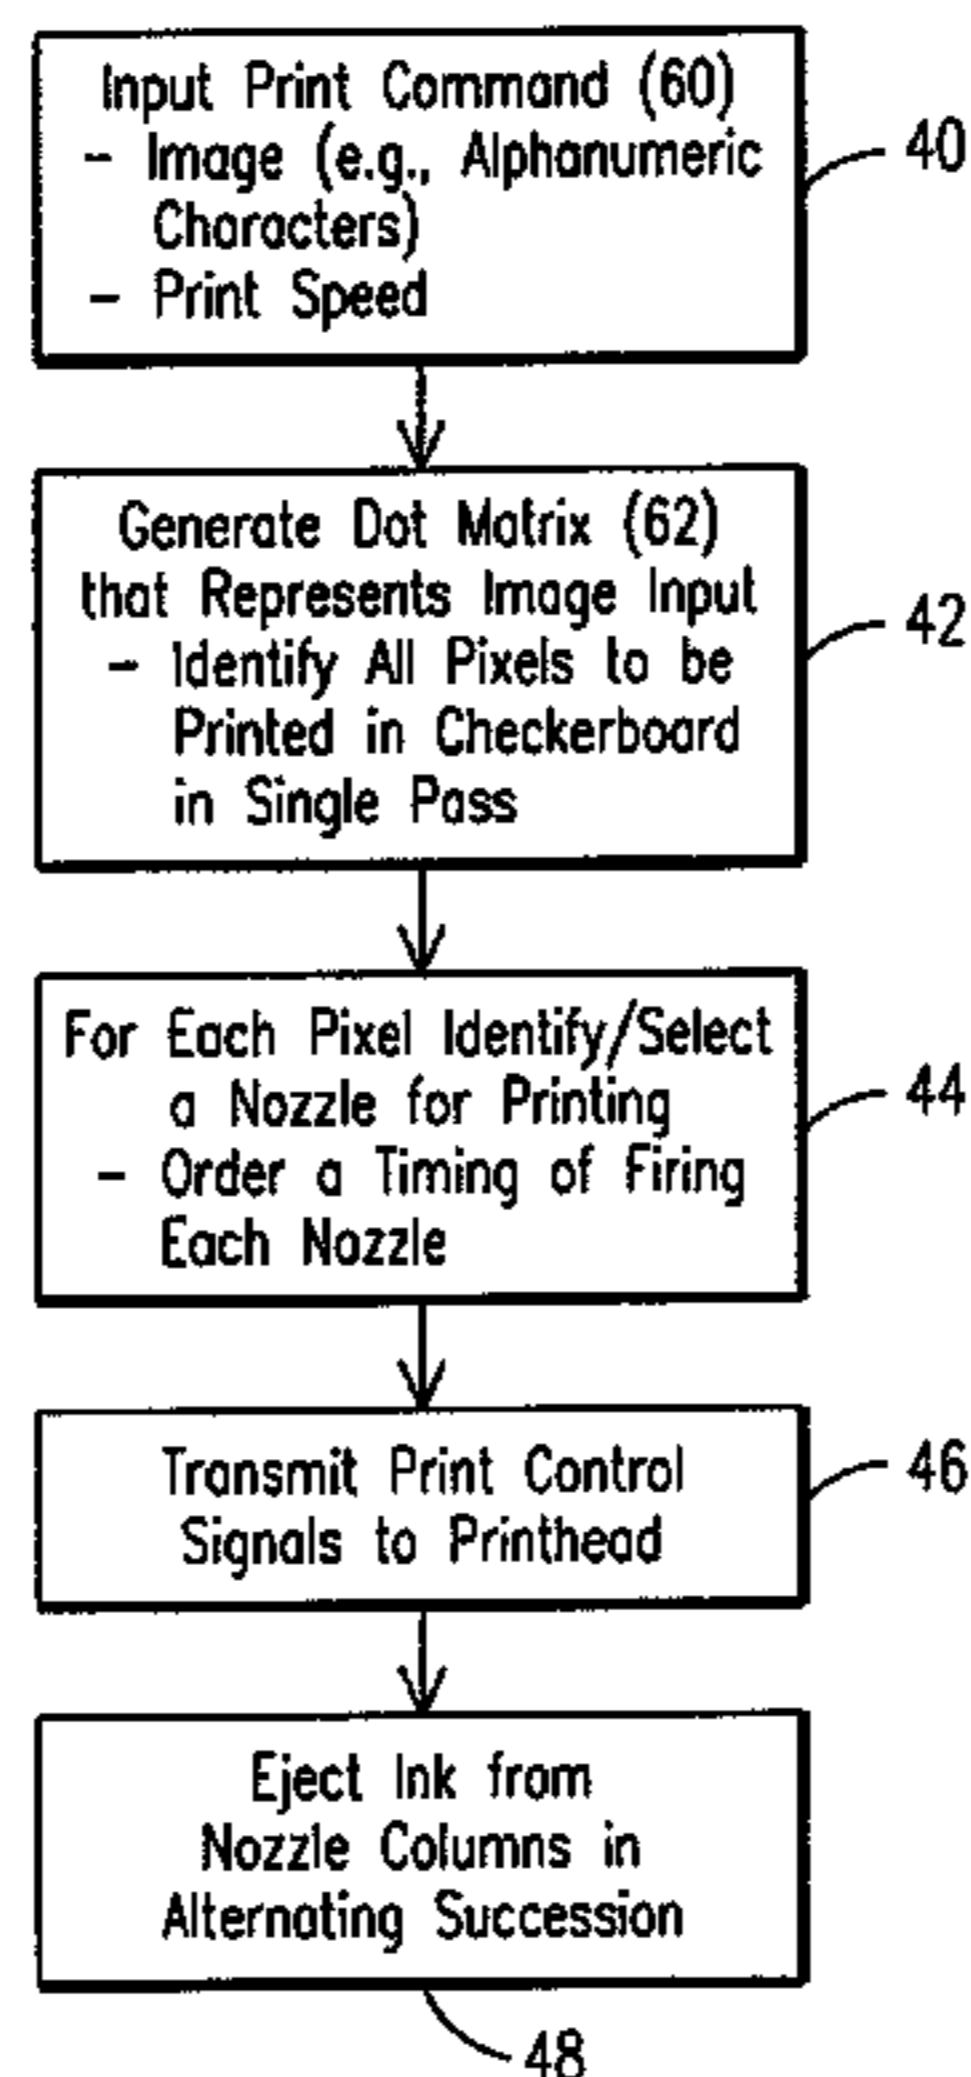 Input Print Command (60)
- Image (e.g., Alphanumeric
Characters)
- Print Speed
40
Generate Dot Matrix (62)
that Represents Image Input
- Identify All Pixels to be
Printed in Checkerboard
in Single Pass
42
For Each Pixel Identify/Select
a Nozzle for Printing
- Order a Timing of Firing
Each Nozzle
44
Transmit Print Control
Signals to Printhead
46
Eject Ink from
Nozzle Columns in
Alternating Succession
48